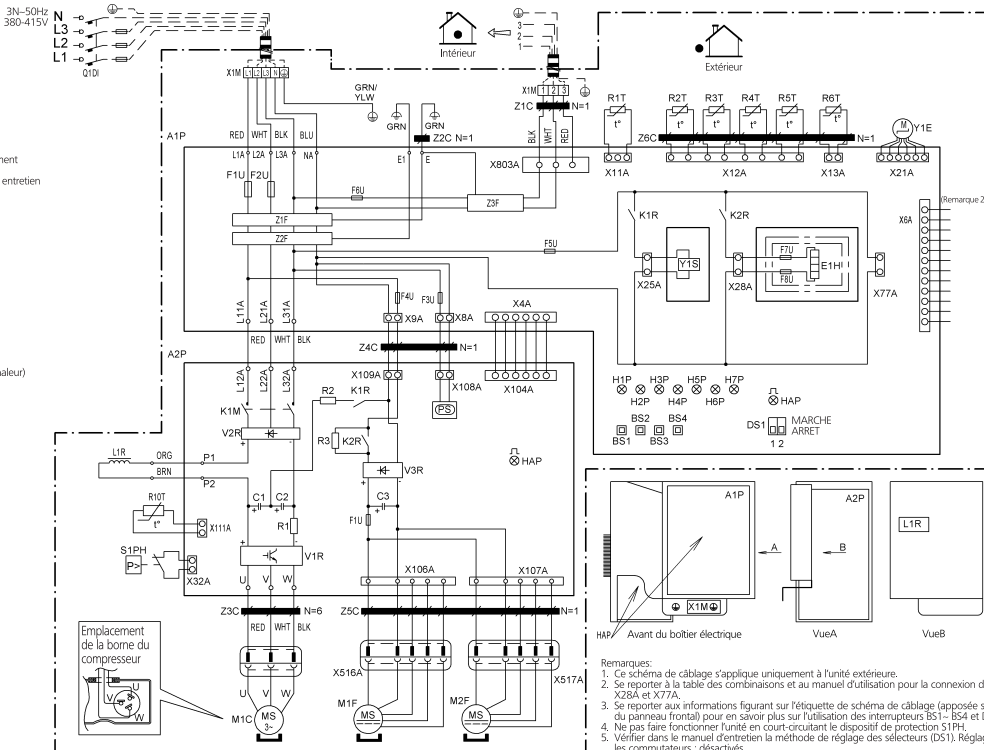 3N~50Hz
380-415V
N
L3
L2
L1
Q1DI
3
2
1
Intérieur
Extérieur
X1M L1 L2 L3 N
X1M 1 2 3
Z1C N=1
GRN/
YLW
GRN
GRN
Z2C N=1
R1T
R2T R3T R4T R5T R6T
t° t° t° t° t° t°
M
Y1E
Z6C N=1
A1P
RED WHT BLK BLU
BLK WHT RED
L1A L2A L3A NA
E1 E
X803A
X11A X12A X13A X21A
F1U F2U
F6U
Z3F
Z1F
Z2F
F5U
K1R K2R
X6A
(Remarque 2
Y1S
F7U
F8U
E1H
X25A X28A X77A
ment
entretien
aleur)
F4U F3U
X9A X8A
X4A
L11A L21A L31A
RED WHT BLK
Z4C N=1
A2P
X109A X108A X104A
L12A L22A L32A
PS
R2 K1R
K1M
V2R
R3 K2R
V3R
HAP
H1P H3P H5P H7P
H2P H4P H6P
HAP
BS2 BS4
BS1 BS3
DS1
MARCHE
ARRET
1 2
L1R
ORG
BRN
P1
P2
+ -
C1 C2
C3
R10T
t°
X111A
R1
F1U
S1PH
P>
X32A
V1R
U V W
X106A X107A
Z3C N=6
Z5C N=1
RED WHT BLK
X516A X517A
Emplacement
de la borne du
compresseur
V
U
W
U V W
M1C
MS
3~
M1F
MS
M2F
MS
A1P
A
X1M
HAP
Avant du boîtier électrique
A2P
B
VueA
L1R
VueB
Remarques:
1. Ce schéma de câblage s'applique uniquement à l'unité extérieure.
2. Se reporter à la table des combinaisons et au manuel d'utilisation pour la connexion d
X28A et X77A.
3. Se reporter aux informations figurant sur l'étiquette de schéma de câblage (apposée s
du panneau frontal) pour en savoir plus sur l'utilisation des interrupteurs BS1~ BS4 et D
4. Ne pas faire fonctionner l'unité en court-circuitant le dispositif de protection S1PH.
5. Vérifier dans le manuel d'entretien la méthode de réglage des sélecteurs (DS1). Réglag
les commutateurs : désactivés